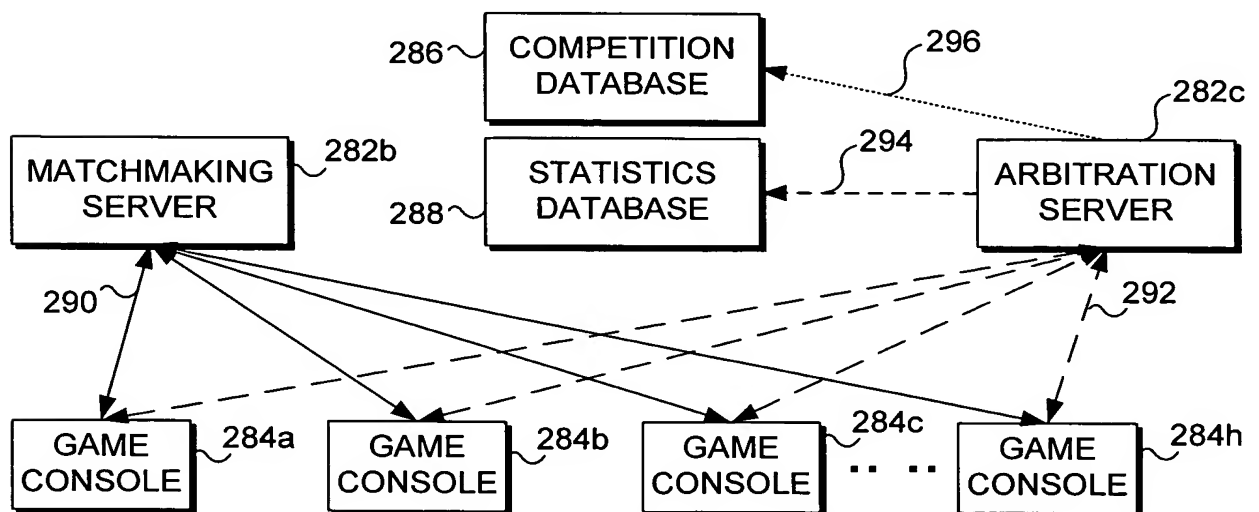 286
COMPETITION
DATABASE
296
282c
MATCHMAKING
SERVER
282b
STATISTICS
DATABASE
288
294
ARBITRATION
SERVER
290
292
GAME
CONSOLE
284a
GAME
CONSOLE
284b
GAME
CONSOLE
284c
GAME
CONSOLE
284h